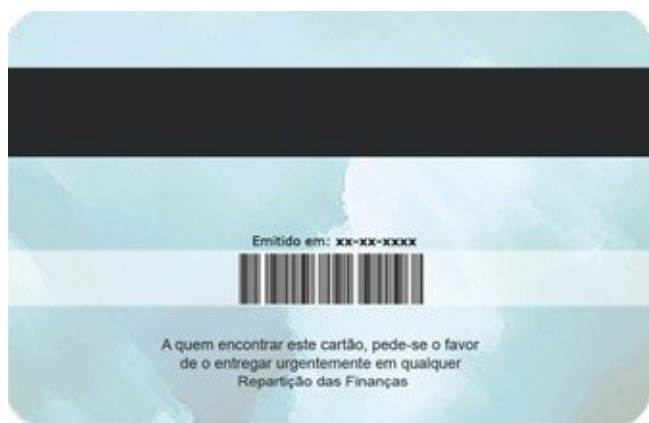 Emitido em: xx-xx-xxxx
A quem encontrar este cartão, pede-se o favor
de o entregar urgentemente em qualquer
Repartição das Finanças